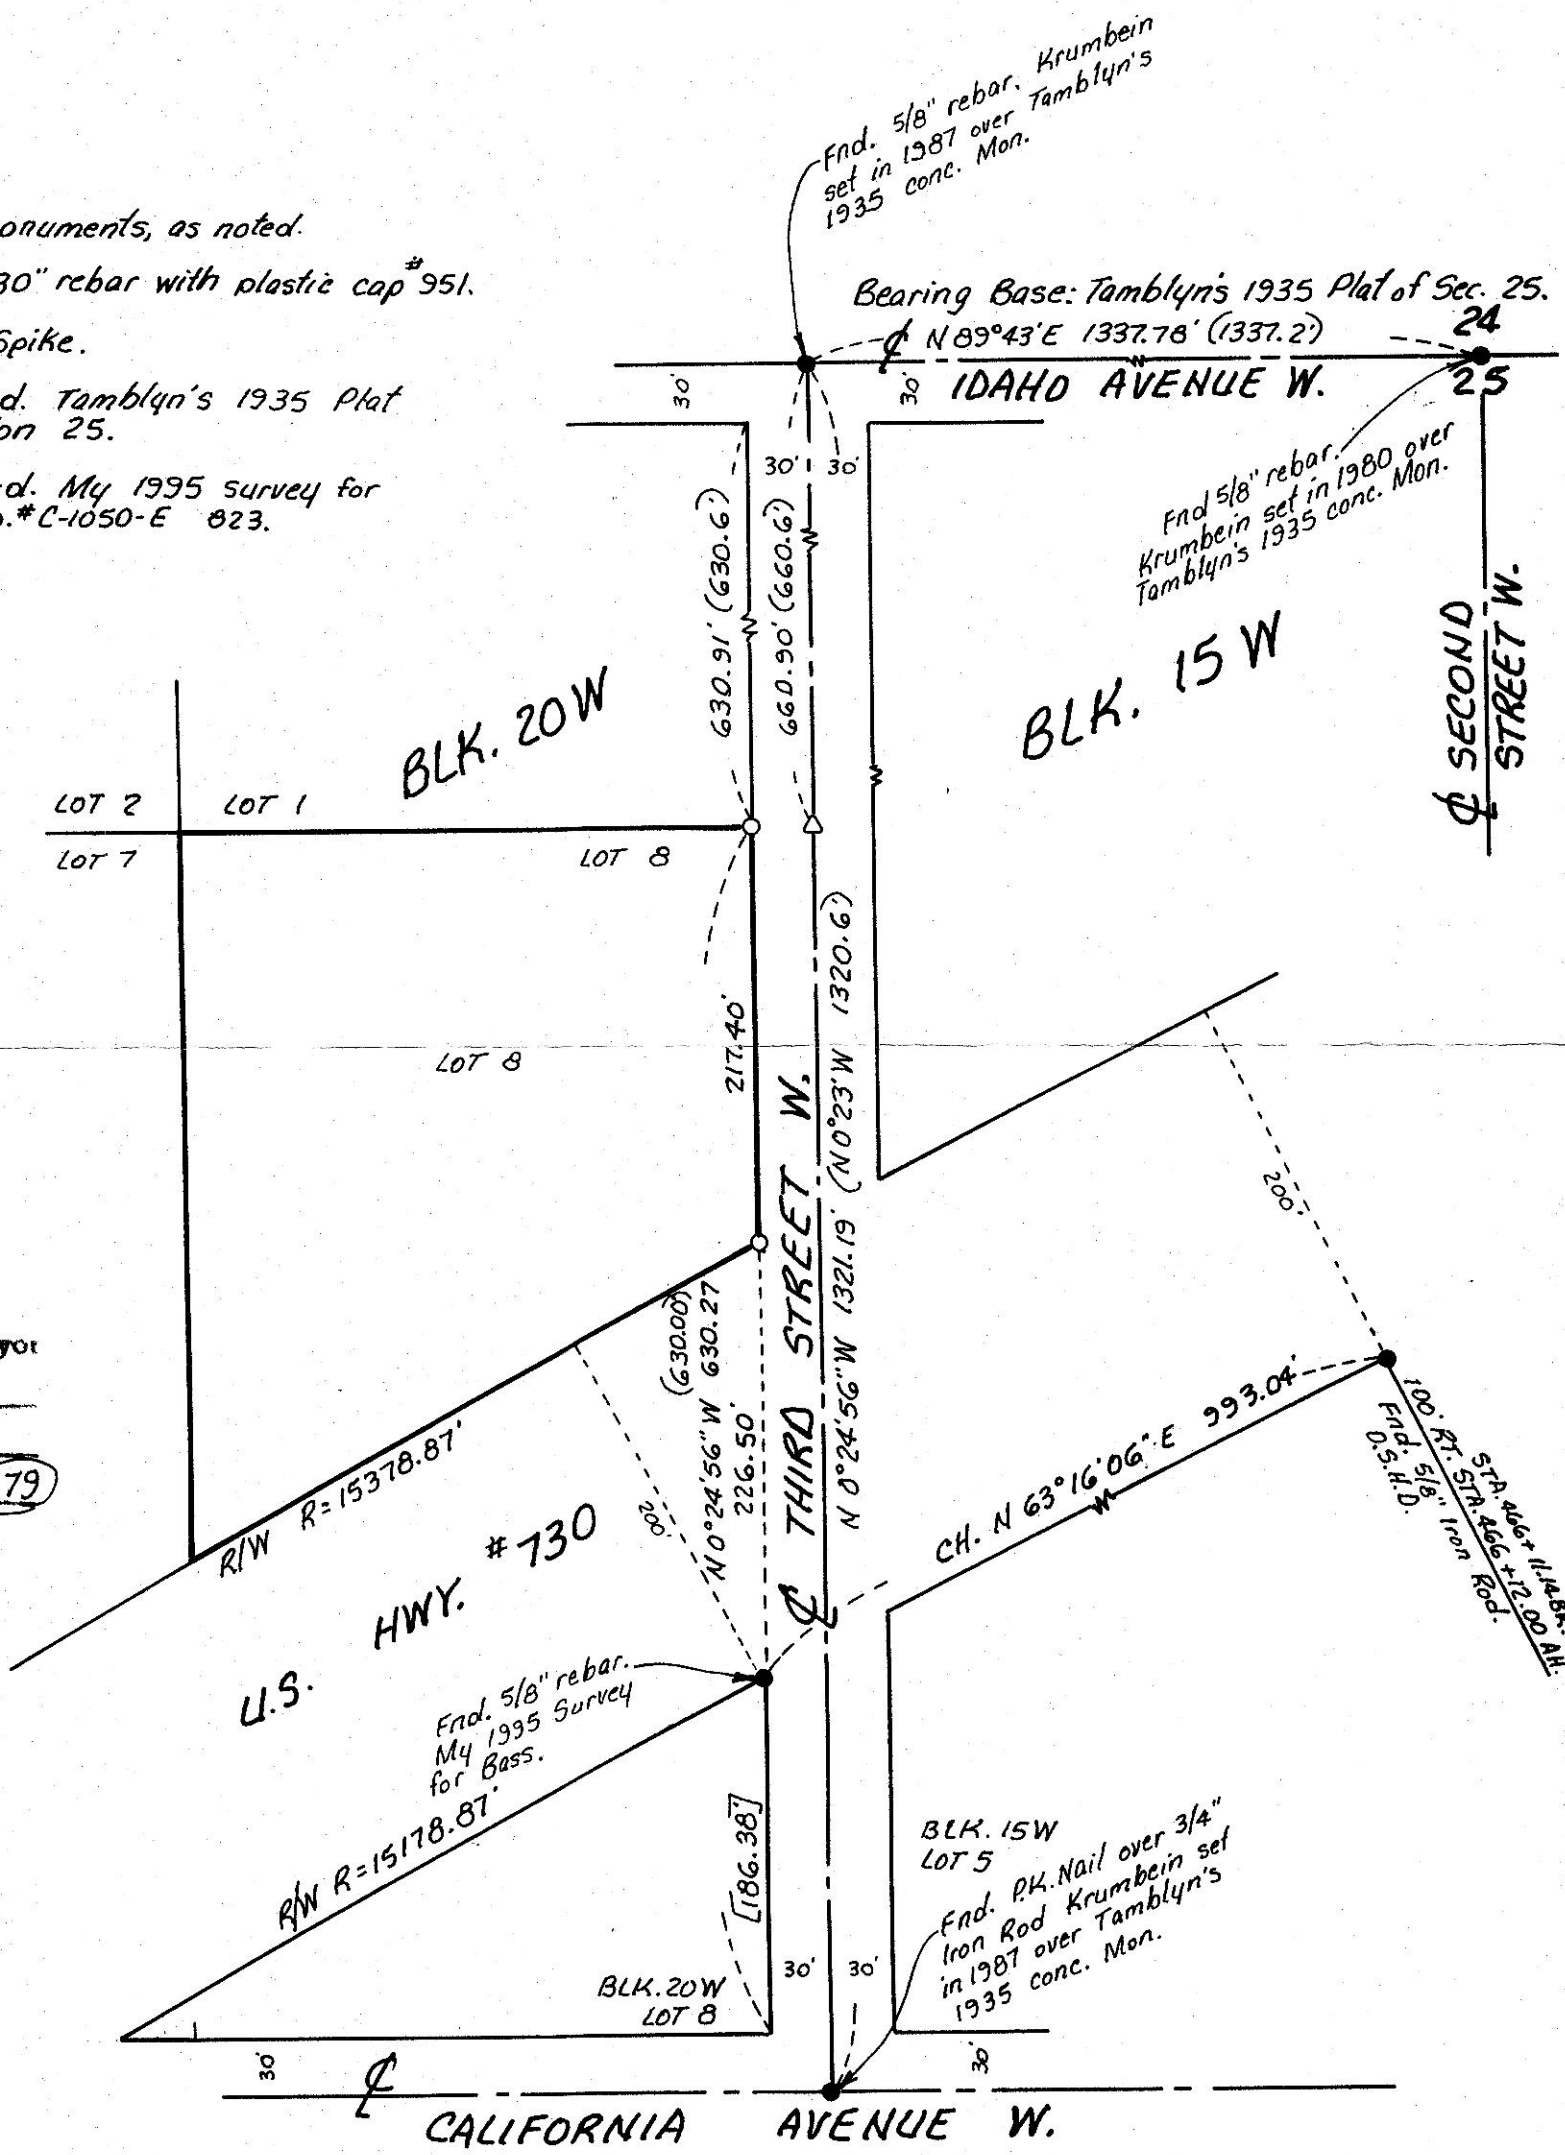 Fnd. 5/8" rebar. Krumbein
set in 1987 over Tamblyn's
1935 conc. Mon.
onuments, as noted.
30" rebar with plastic cap #951.
Spike.
d. Tamblyn's 1935 Plat
on 25.
d. My 1995 survey for
.#C-1050-E 823.
Bearing Base: Tamblyn's 1935 Plat of Sec. 25.
℄ N 89°43'E 1337.78' (1337.2')
24
25
IDAHO AVENUE W.
30'
30'
30'
30'
Fnd 5/8" rebar.
Krumbein set in 1980 over
Tamblyn's 1935 conc. Mon.
630.91' (630.6')
660.90' (660.6')
BLK. 20W
BLK. 15 W
℄ SECOND
STREET W.
LOT 2
LOT 1
LOT 7
LOT 8
217.40'
LOT 8
℄ THIRD STREET W.
N 0°24'56"W 1321.19' (N 0°23'W 1320.6')
200'
(630.00)
N 0°24'56"W 630.27
226.50'
200'
79
R/W R=15378.87'
U.S. HWY. #730
CH. N 63°16'06" E 993.04'
STA. 466+11.14 BK.
100' RT. STA. 466+12.00 AH.
Fnd. 5/8" Iron Rod.
O.S.H.D.
Fnd. 5/8" rebar.
My 1995 Survey
for Bass.
R/W R=15178.87'
[186.38']
BLK. 15W
LOT 5
Fnd. P.K. Nail over 3/4"
Iron Rod Krumbein set
in 1987 over Tamblyn's
1935 conc. Mon.
BLK. 20W
LOT 8
30'
30'
30'
30'
℄
CALIFORNIA AVENUE W.